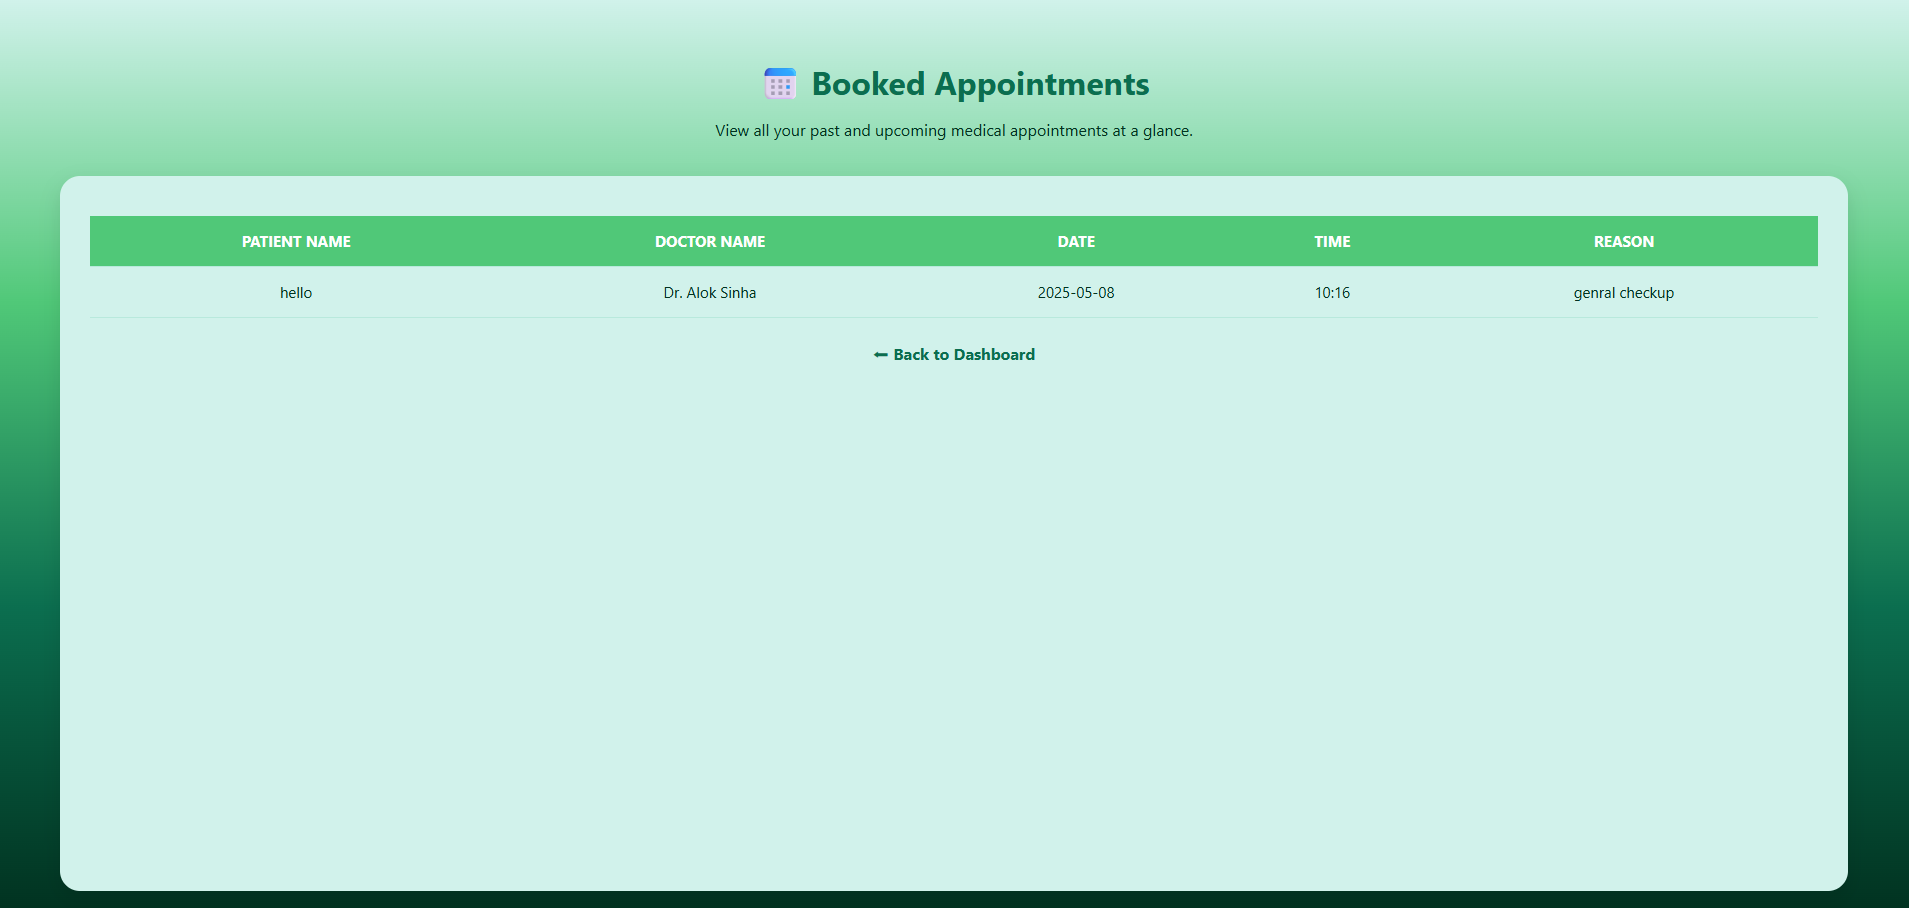 Booked Appointments
View all your past and upcoming medical appointments at a glance.
PATIENT NAME DOCTOR NAME DATE TIME REASON
hello Dr. Alok Sinha 2025-05-08 10:16 genral checkup
⬅ Back to Dashboard